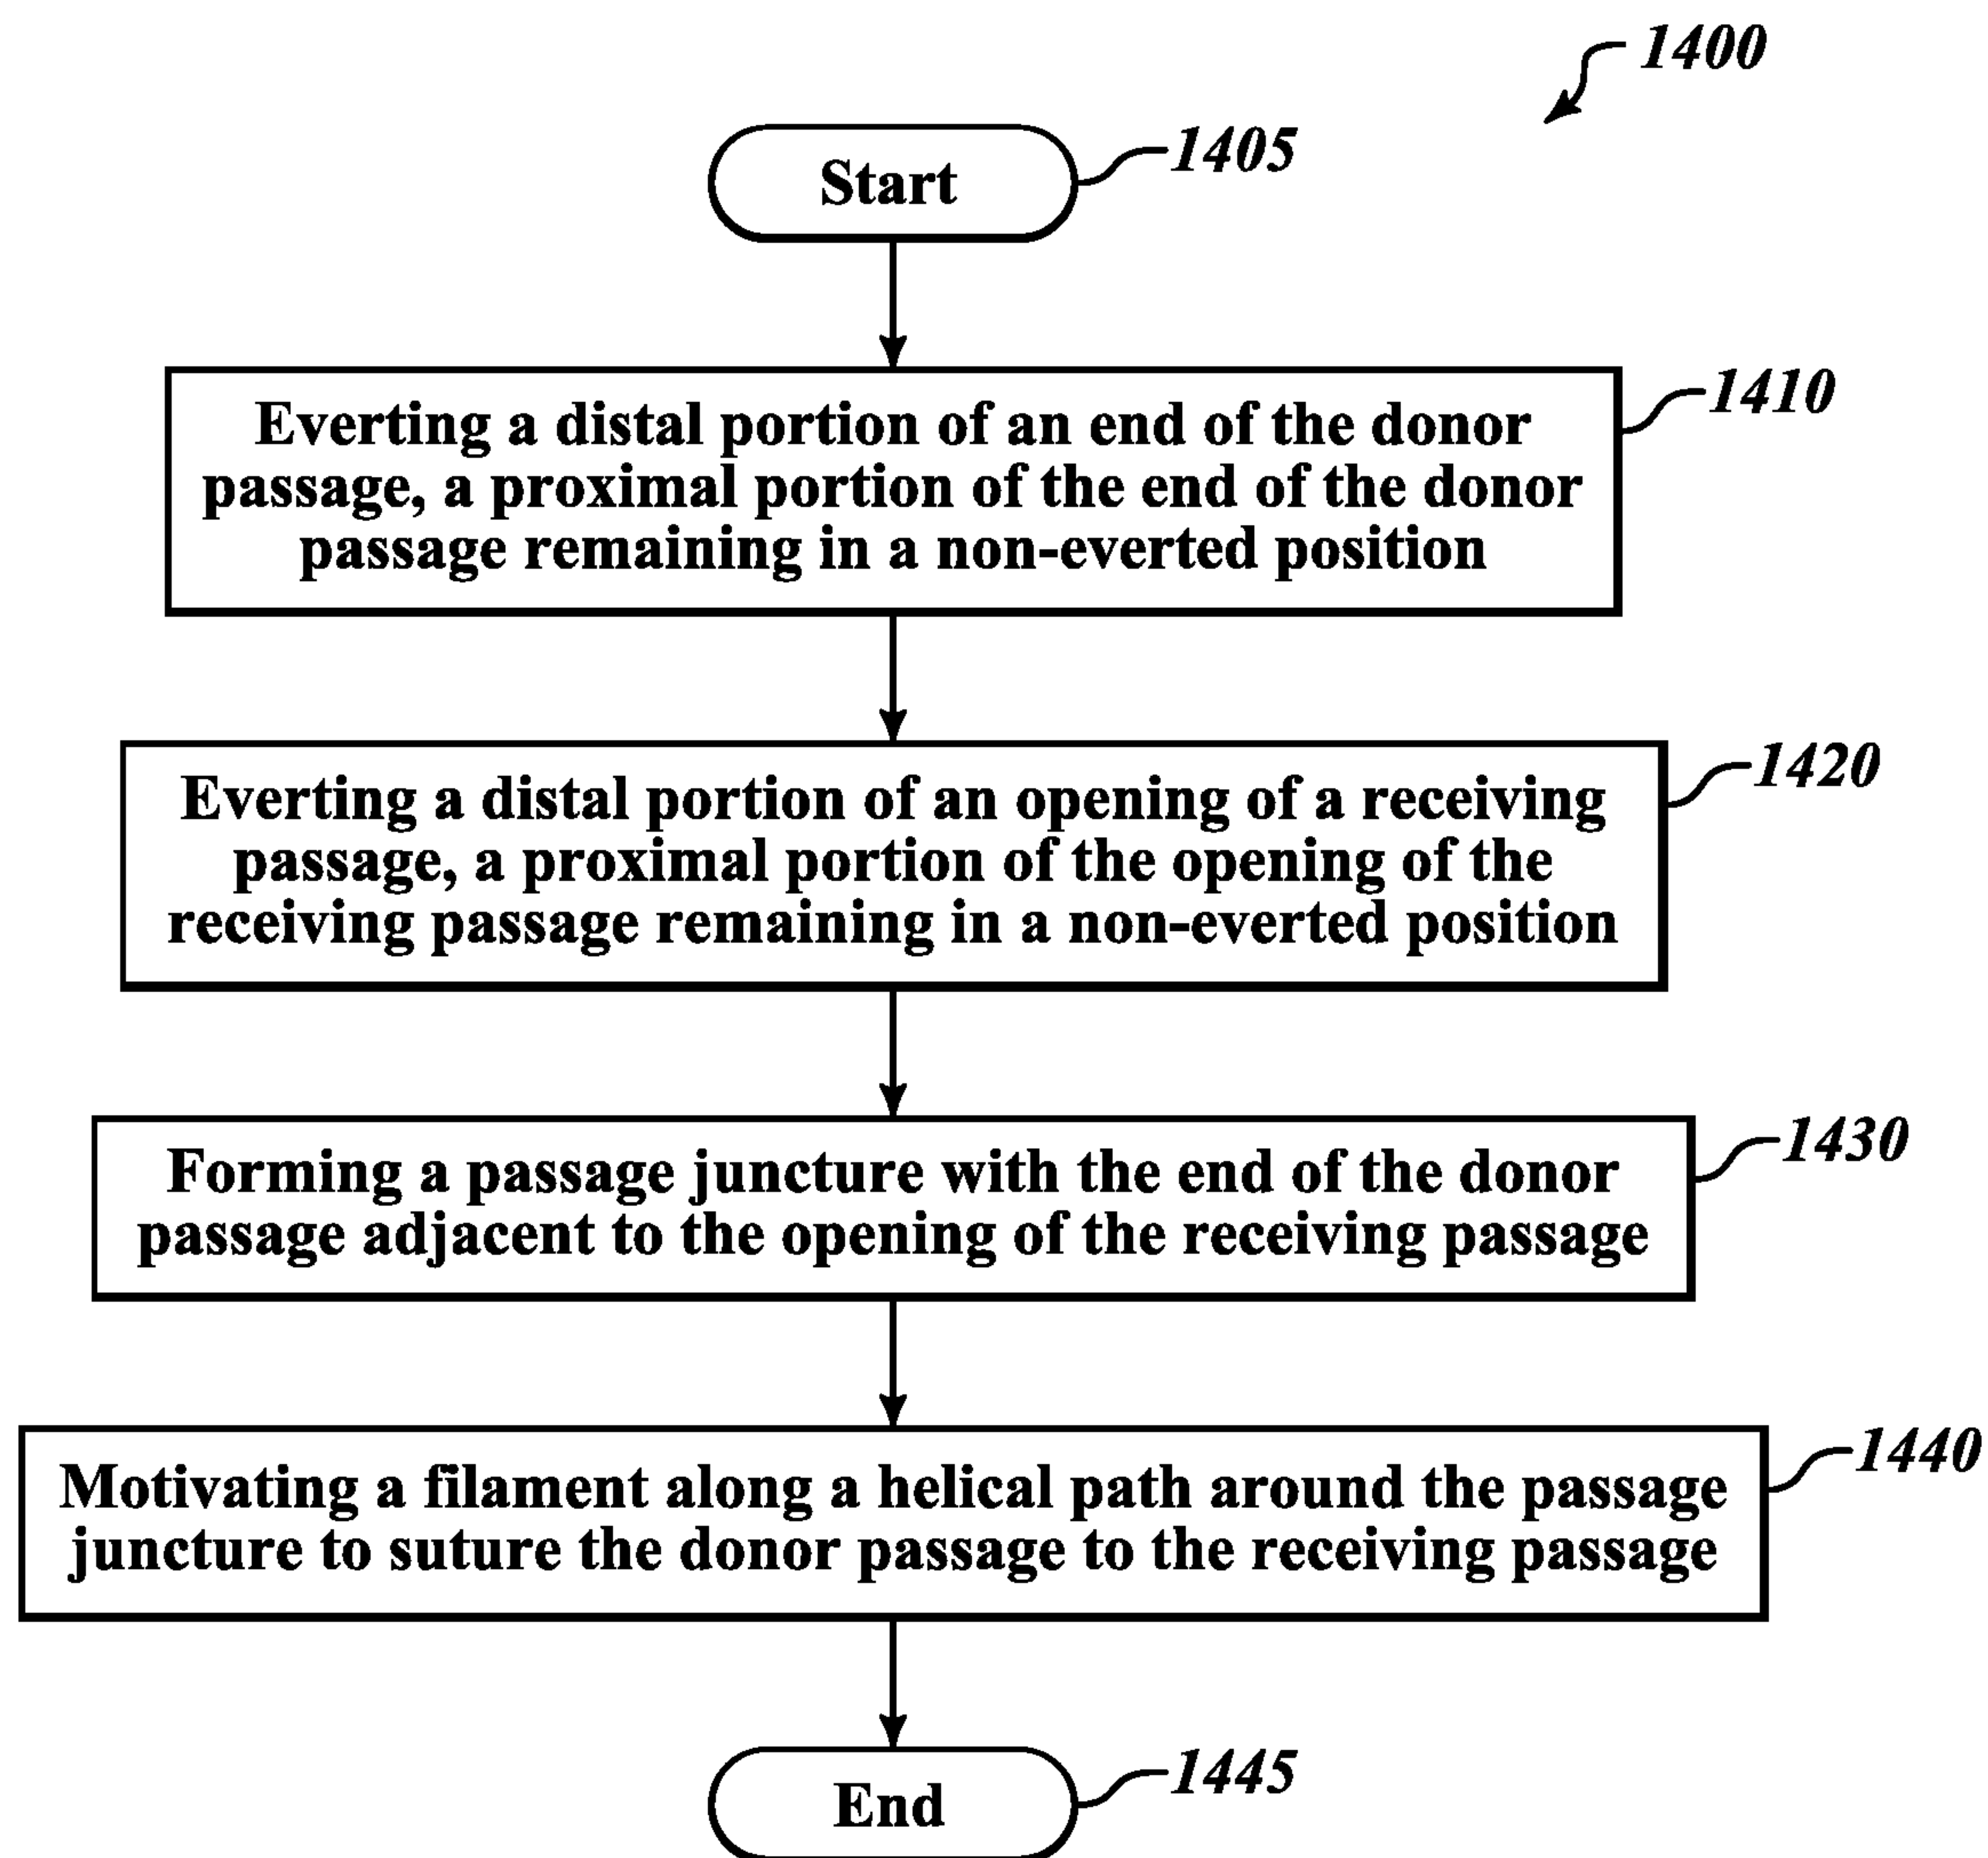 1400
Start
1405
Everting a distal portion of an end of the donor
passage, a proximal portion of the end of the donor
passage remaining in a non-everted position
1410
Everting a distal portion of an opening of a receiving
passage, a proximal portion of the opening of the
receiving passage remaining in a non-everted position
1420
Forming a passage juncture with the end of the donor
passage adjacent to the opening of the receiving passage
1430
Motivating a filament along a helical path around the passage
juncture to suture the donor passage to the receiving passage
1440
End
1445